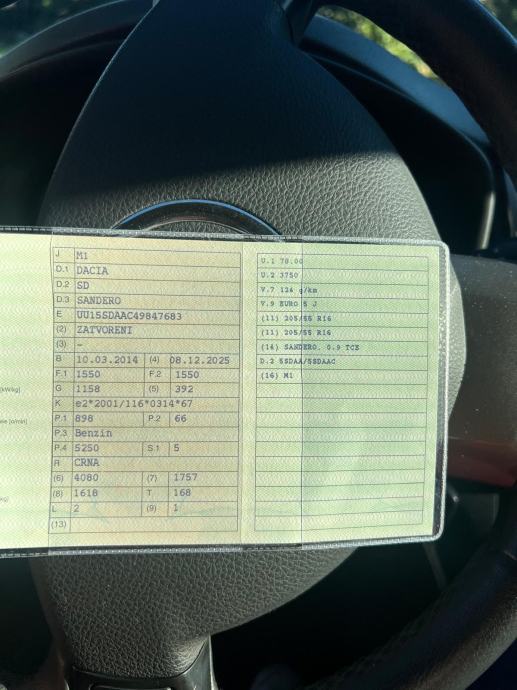 J M1
D.1 DACIA
D.2 SD
D.3 SANDERO
E UU15SDAAC49847683
(2) ZATVORENI
(3) -
B 10.03.2014 (4) 08.12.2025
F.1 1550 F.2 1550
[kW/kg] G 1158 (5) 392
K e2*2001/116*0314*67
[o/min] P.1 898 P.2 66
P.3 Benzin
P.4 5250 S.1 5
R CRNA
(6) 4080 (7) 1757
(8) 1618 T 168
L 2 (9) 1
(13)
U.1 78.00
U.2 3750
V.7 124 g/km
V.9 EURO 5 J
(11) 205/55 R16
(11) 205/55 R16
(14) SANDERO. 0.9 TCE
D.2 5SDAA/5SDAAC
(16) M1